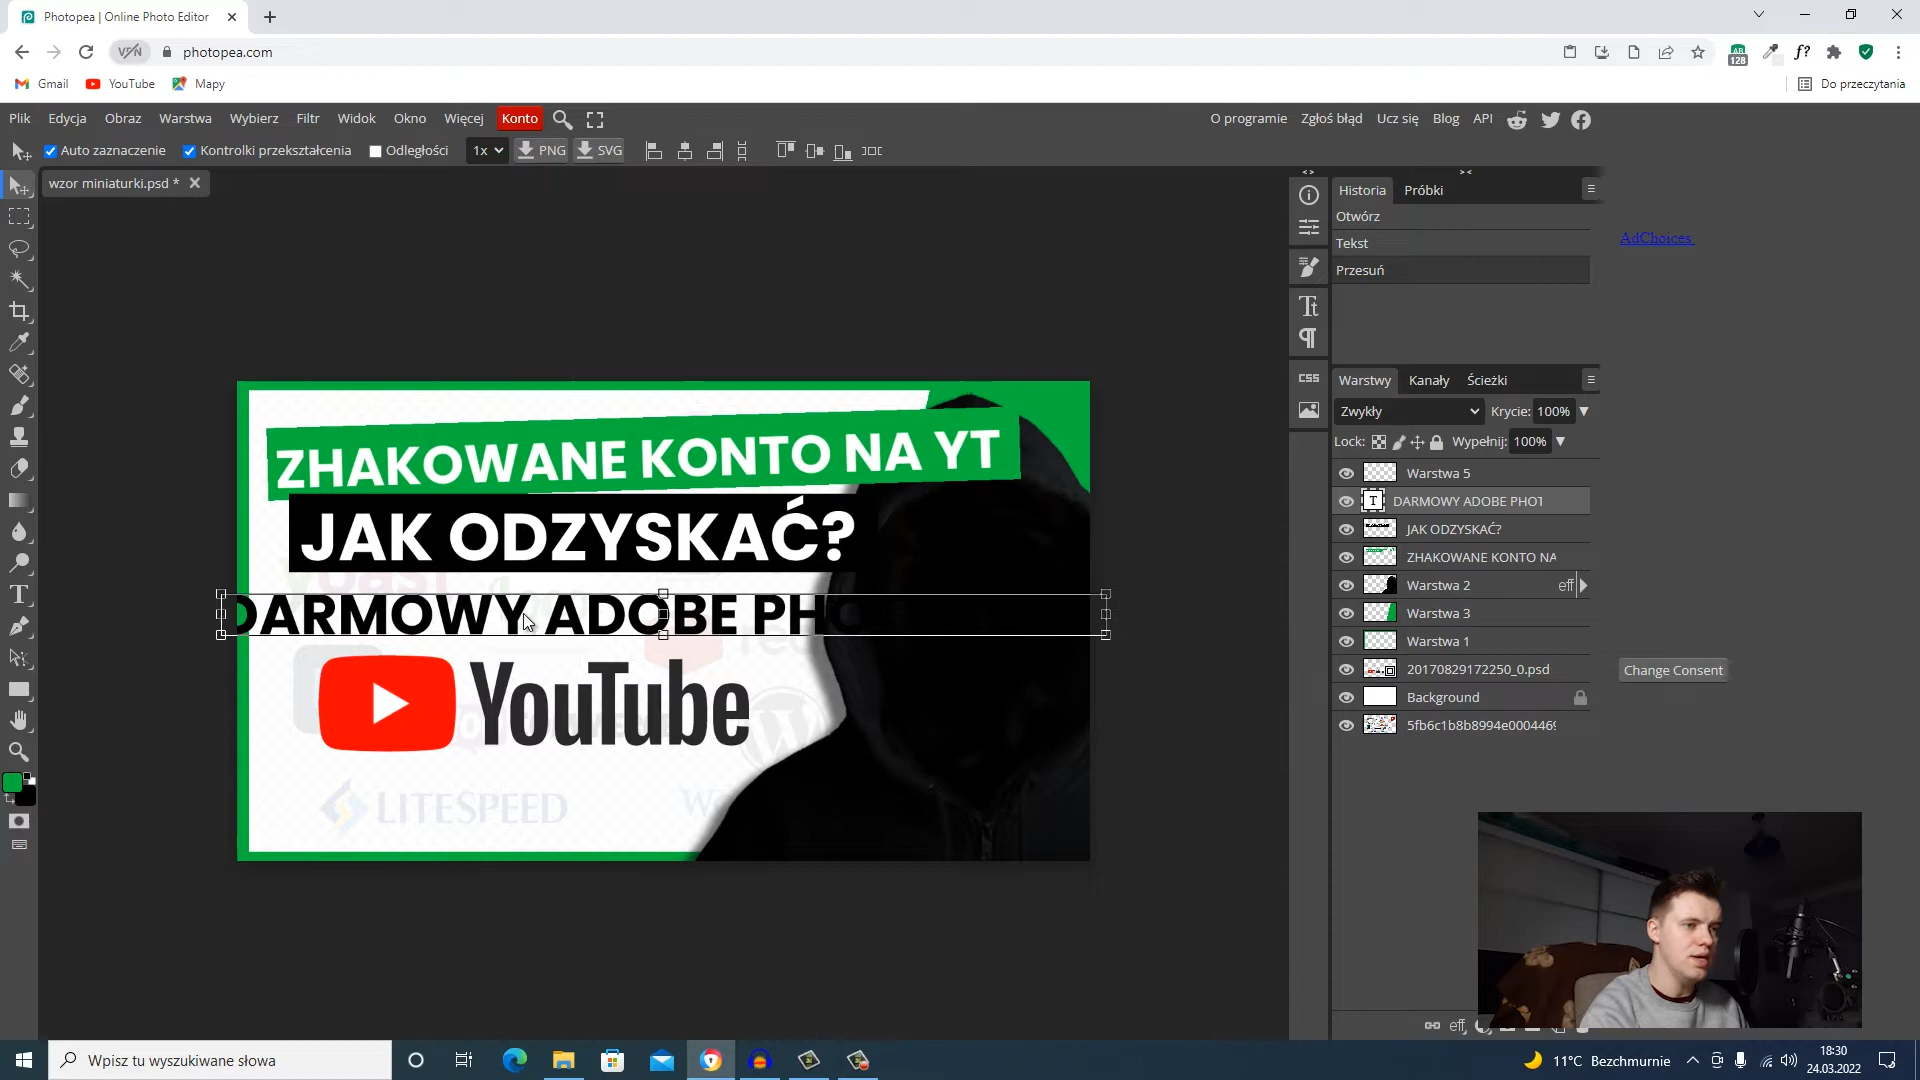 Photopea | Online Photo Editor
VPN photopea.com
Gmail YouTube Mapy
Do przeczytania
Plik Edycja Obraz Warstwa Wybierz Filtr Widok Okno Więcej Konto
O programie Zgłoś błąd Ucz się Blog API
Auto zaznaczenie Kontrolki przekształcenia Odległości 1x PNG SVG
wzor miniaturki.psd *
Historia Próbki
Otwórz
Tekst
Przesuń
AdChoices
ZHAKOWANE KONTO NA YT
JAK ODZYSKAĆ?
DARMOWY ADOBE PHO
YouTube
LITESPEED
CSS
Warstwy Kanały Ścieżki
Zwykły Krycie: 100%
Lock: Wypełnij: 100%
Warstwa 5
T DARMOWY ADOBE PHOT
JAK ODZYSKAĆ?
ZHAKOWANE KONTO NA
Warstwa 2 eff
Warstwa 3
Warstwa 1
20170829172250_0.psd
Background
5fb6c1b8b8994e000446
Change Consent
eff
Wpisz tu wyszukiwane słowa
11°C Bezchmurnie
18:30
24.03.2022